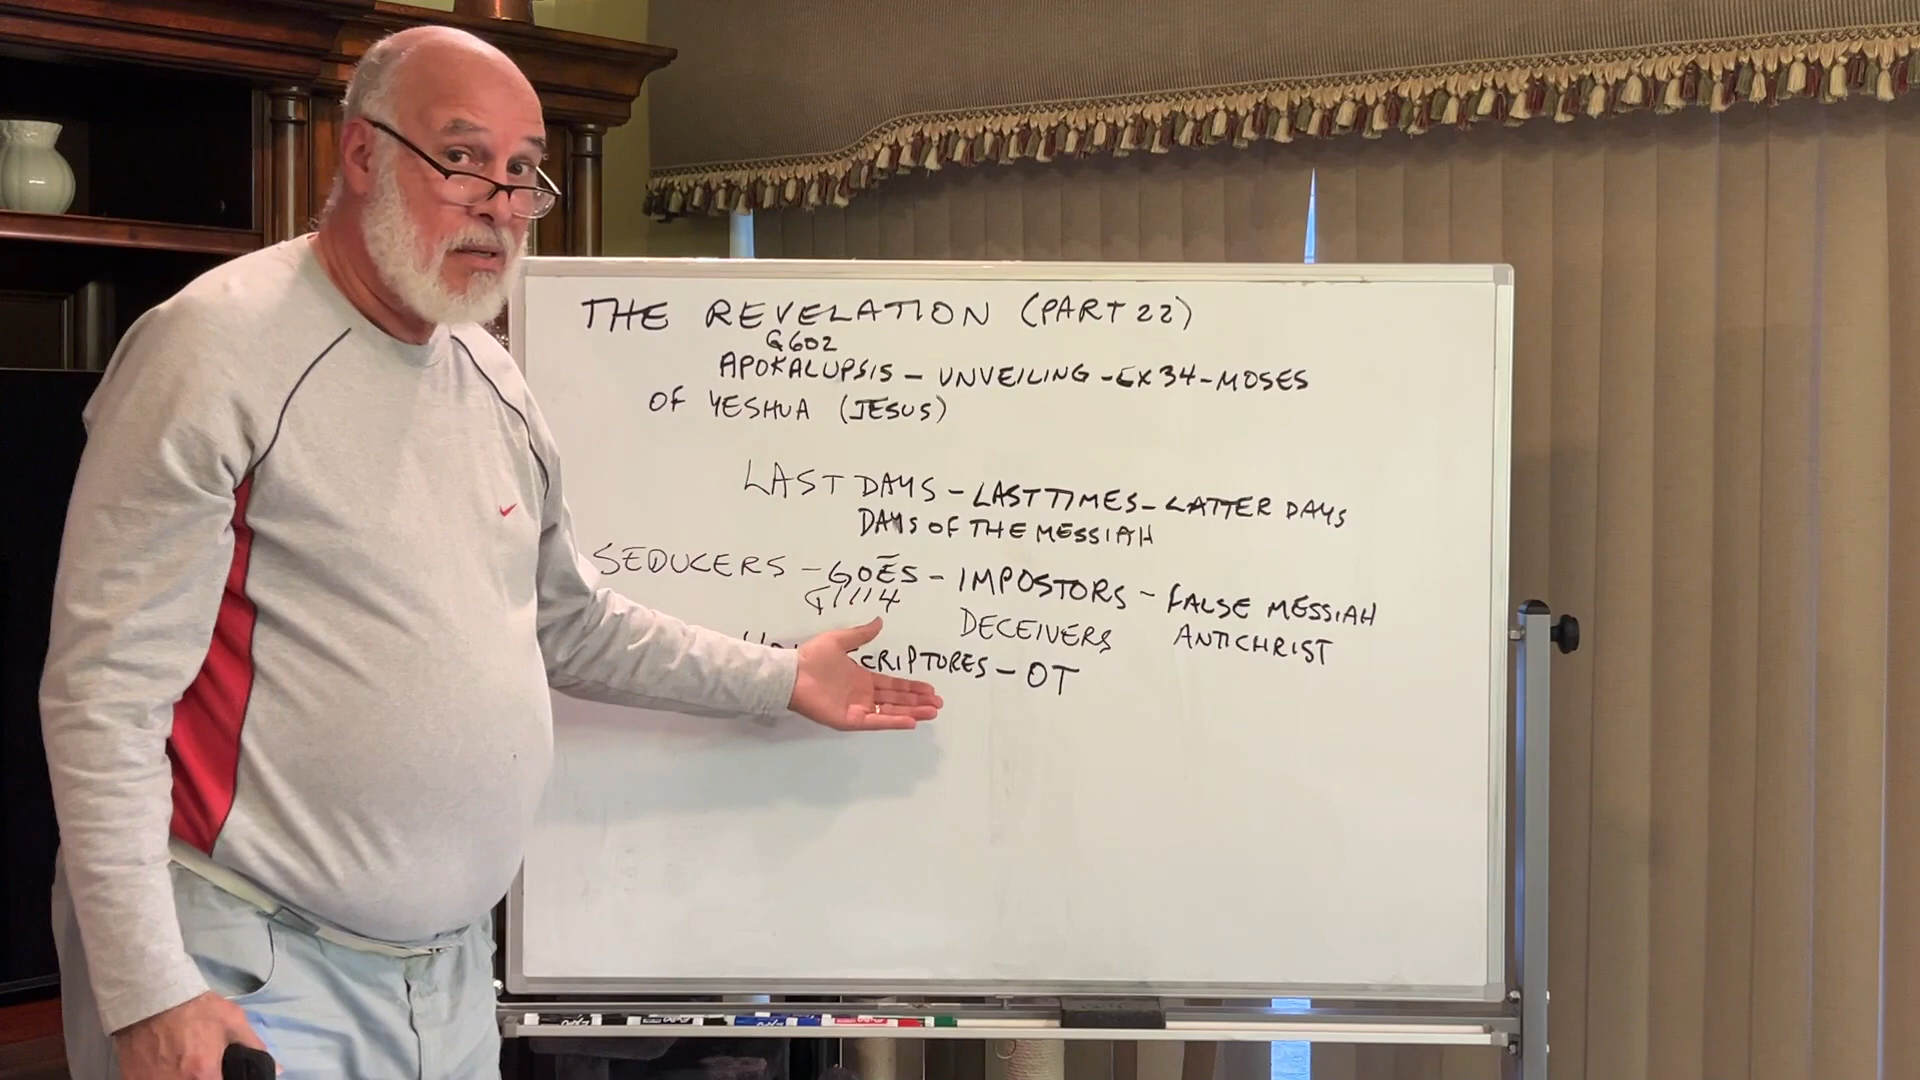 THE REVELATION (PART 22)
G602
APOKALUPSIS - UNVEILING - EX 34 - MOSES
OF YESHUA (JESUS)
LAST DAYS - LAST TIMES - LATTER DAYS
DAYS OF THE MESSIAH
SEDUCERS - GOĒS - IMPOSTORS - FALSE MESSIAH
G1114 DECEIVERS ANTICHRIST
CRIPTURES - OT